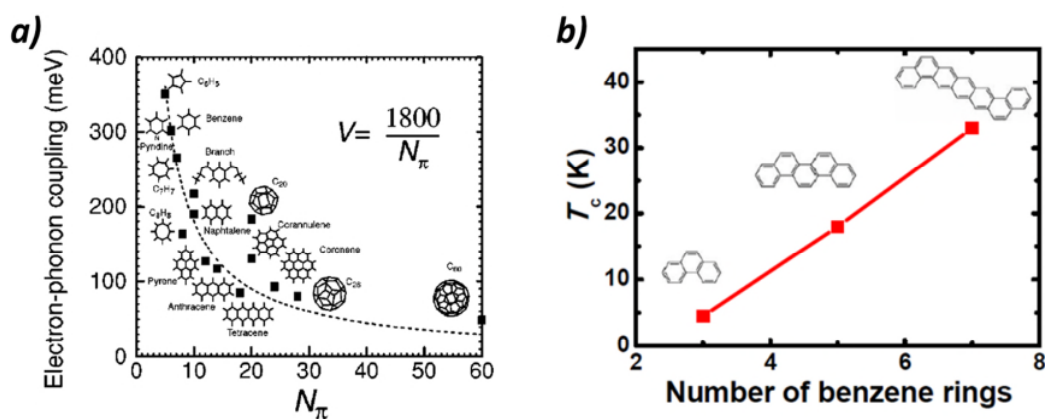 a)
Electron-phonon coupling (meV)
400
300
200
100
0
0 10 20 30 40 50 60
Nπ
V= 1800
Nπ
C5H5
Benzene
N
Pyridine
Branch
C7H7
C20
C8H8
Naphtalene
Corannulene
Coronene
Pyrone
C28
C60
Anthracene
Tetracene
b)
Tc (K)
40
30
20
10
0
2 4 6 8
Number of benzene rings